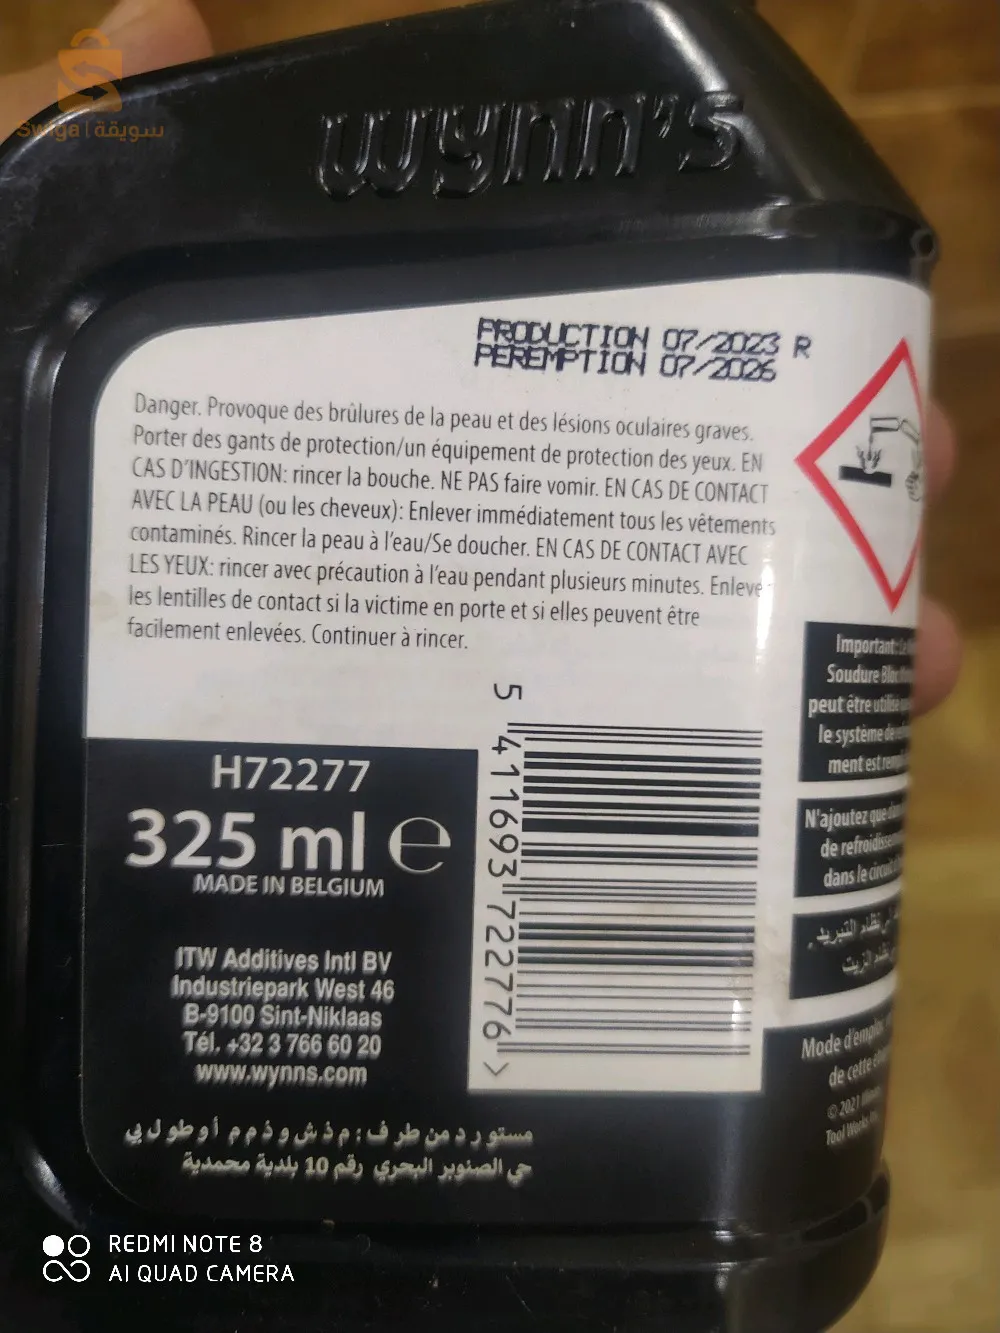 Swiga | سويقة
wynn's
PRODUCTION 07/2023 R
PEREMPTION 07/2026
Danger. Provoque des brûlures de la peau et des lésions oculaires graves.
Porter des gants de protection/un équipement de protection des yeux. EN
CAS D'INGESTION: rincer la bouche. NE PAS faire vomir. EN CAS DE CONTACT
AVEC LA PEAU (ou les cheveux): Enlever immédiatement tous les vêtements
contaminés. Rincer la peau à l'eau/Se doucher. EN CAS DE CONTACT AVEC
LES YEUX: rincer avec précaution à l'eau pendant plusieurs minutes. Enlever
les lentilles de contact si la victime en porte et si elles peuvent être
facilement enlevées. Continuer à rincer.
H72277
325 ml ℮
MADE IN BELGIUM
ITW Additives Intl BV
Industriepark West 46
B-9100 Sint-Niklaas
Tél. +32 3 766 60 20
www.wynns.com
مستورد من طرف: م ذ ش و ذ م م أوطو ل بي
حي الصنوبر البحري رقم 10 بلدية محمدية
5 411693 722776 >
Important:
Soudure
peut être utilisé
le système de
ment est
N'ajoutez que
de
dans le circuit
نظام التبريد.
الزيت
Mode d'emploi
de cette
© 2021
Tool Works
REDMI NOTE 8
AI QUAD CAMERA